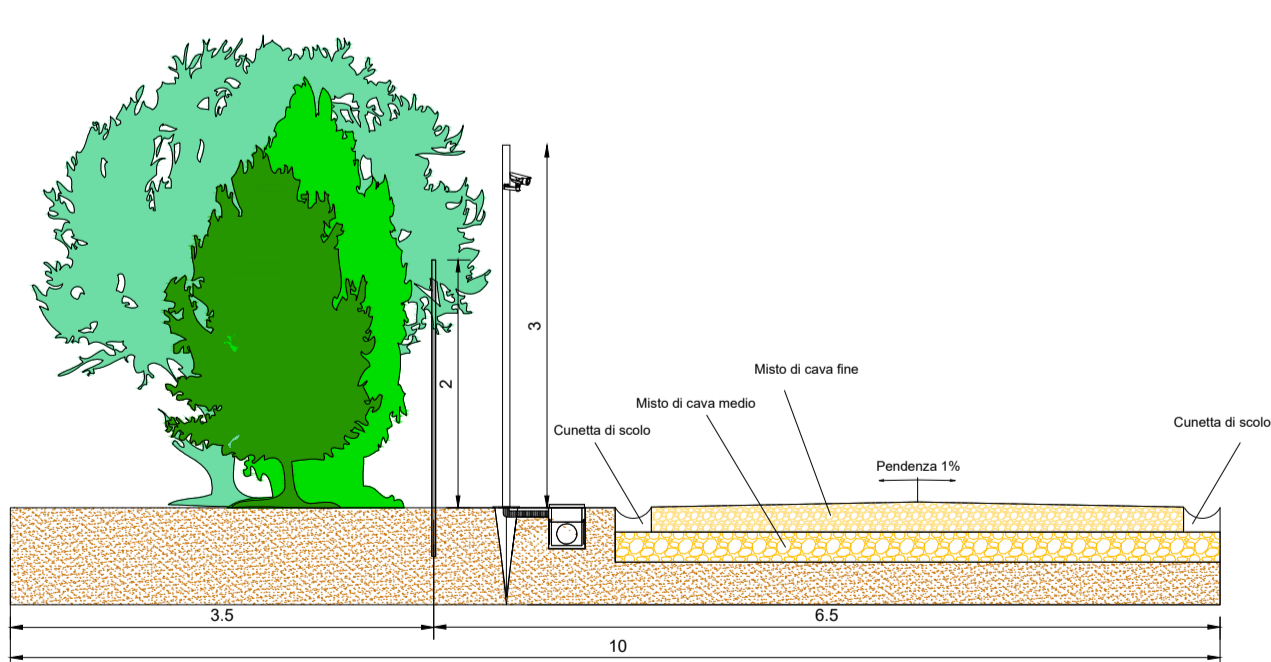 3
2
Misto di cava fine
Misto di cava medio
Cunetta di scolo
Cunetta di scolo
Pendenza 1%
3.5
6.5
10